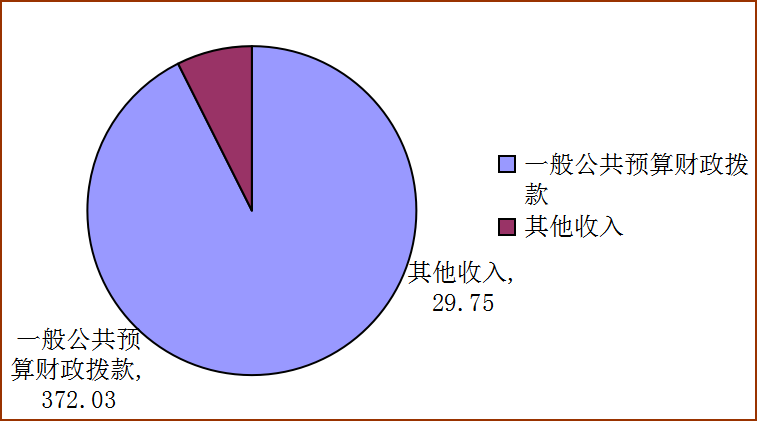 一般公共预算财政拨
款
其他收入
其他收入,
29.75
一般公共预
算财政拨款,
372.03